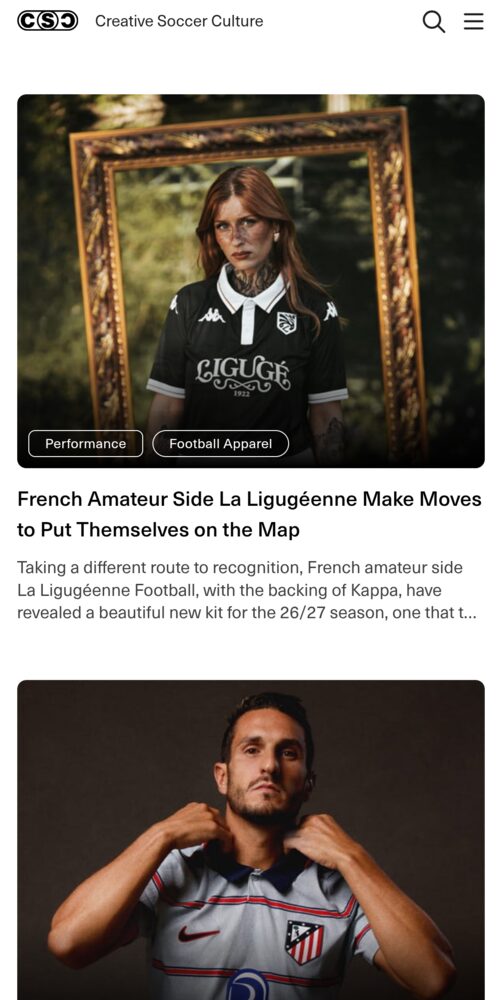 CSC
Creative Soccer Culture
LIGUGÉ
1922
Performance
Football Apparel
French Amateur Side La Ligugéenne Make Moves
to Put Themselves on the Map
Taking a different route to recognition, French amateur side
La Ligugéenne Football, with the backing of Kappa, have
revealed a beautiful new kit for the 26/27 season, one that t...